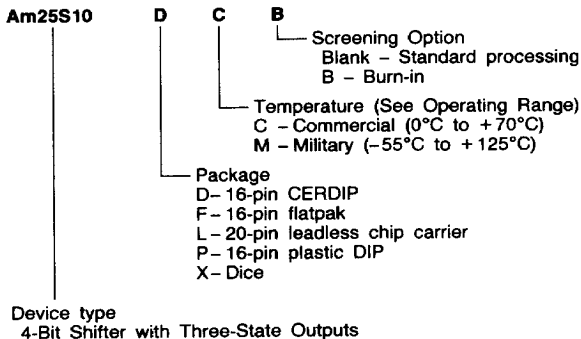 Am25S10 D C B
Screening Option
Blank – Standard processing
B – Burn-in
Temperature (See Operating Range)
C – Commercial (0°C to +70°C)
M – Military (–55°C to +125°C)
Package
D– 16-pin CERDIP
F – 16-pin flatpak
L – 20-pin leadless chip carrier
P – 16-pin plastic DIP
X – Dice
Device type
4-Bit Shifter with Three-State Outputs